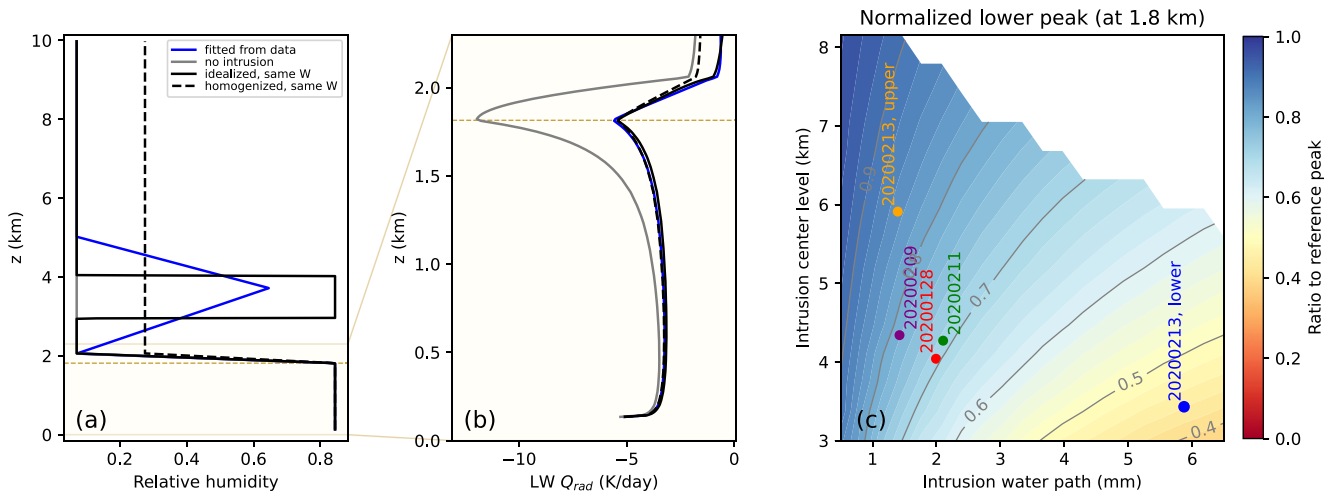 10
8
6
4
2
0
z (km)
0.2
0.4
0.6
0.8
Relative humidity
fitted from data
no intrusion
idealized, same W
homogenized, same W
(a)
2.0
1.5
1.0
0.5
0.0
z (km)
−10
−5
0
LW Qrad (K/day)
(b)
Normalized lower peak (at 1.8 km)
8
7
6
5
4
3
Intrusion center level (km)
1
2
3
4
5
6
Intrusion water path (mm)
20200213, upper
20200209
20200128
20200211
20200213, lower
0.9
0.8
0.7
0.6
0.5
0.4
(c)
1.0
0.8
0.6
0.4
0.2
0.0
Ratio to reference peak